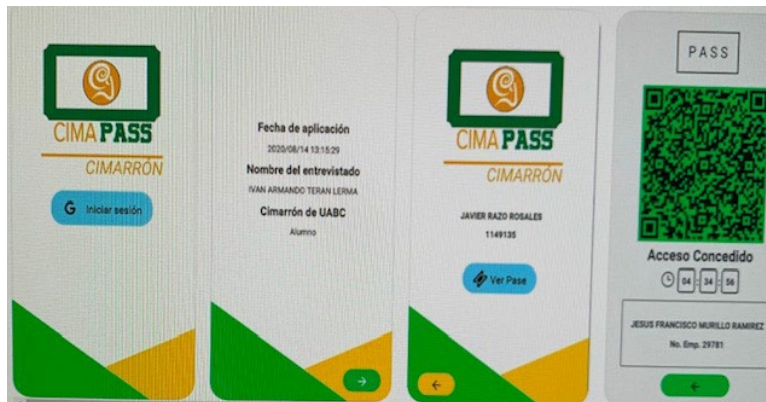 CIMA PASS
CIMARRÓN
G Iniciar sesión
Fecha de aplicación
2020/08/14 13:15:29
Nombre del entrevistado
IVAN ARMANDO TERAN LERMA
Cimarrón de UABC
Alumno
CIMA PASS
CIMARRÓN
JAVIER RAZO ROSALES
1149135
Ver Pase
PASS
Acceso Concedido
04 : 34 : 56
JESUS FRANCISCO MURILLO RAMIREZ
No. Emp. 29781